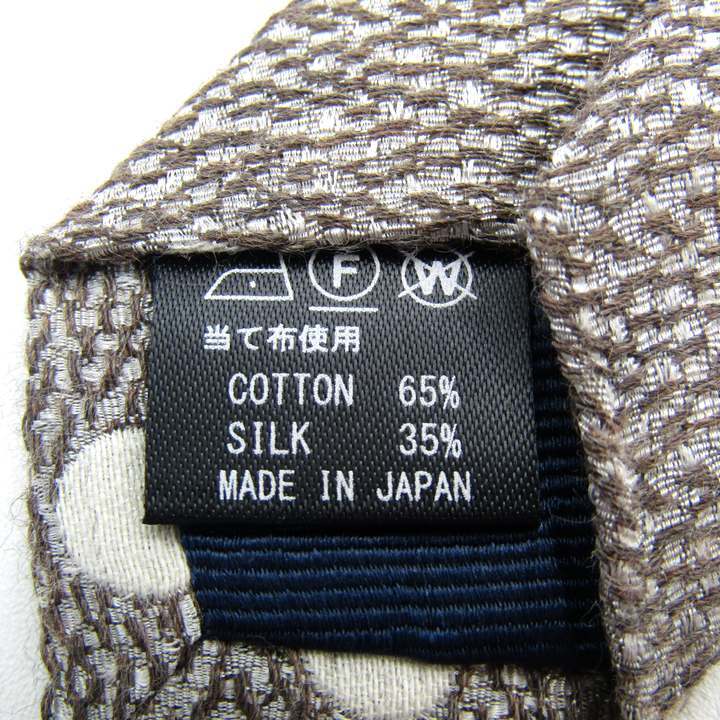 F W
当て布使用
COTTON 65%
SILK 35%
MADE IN JAPAN